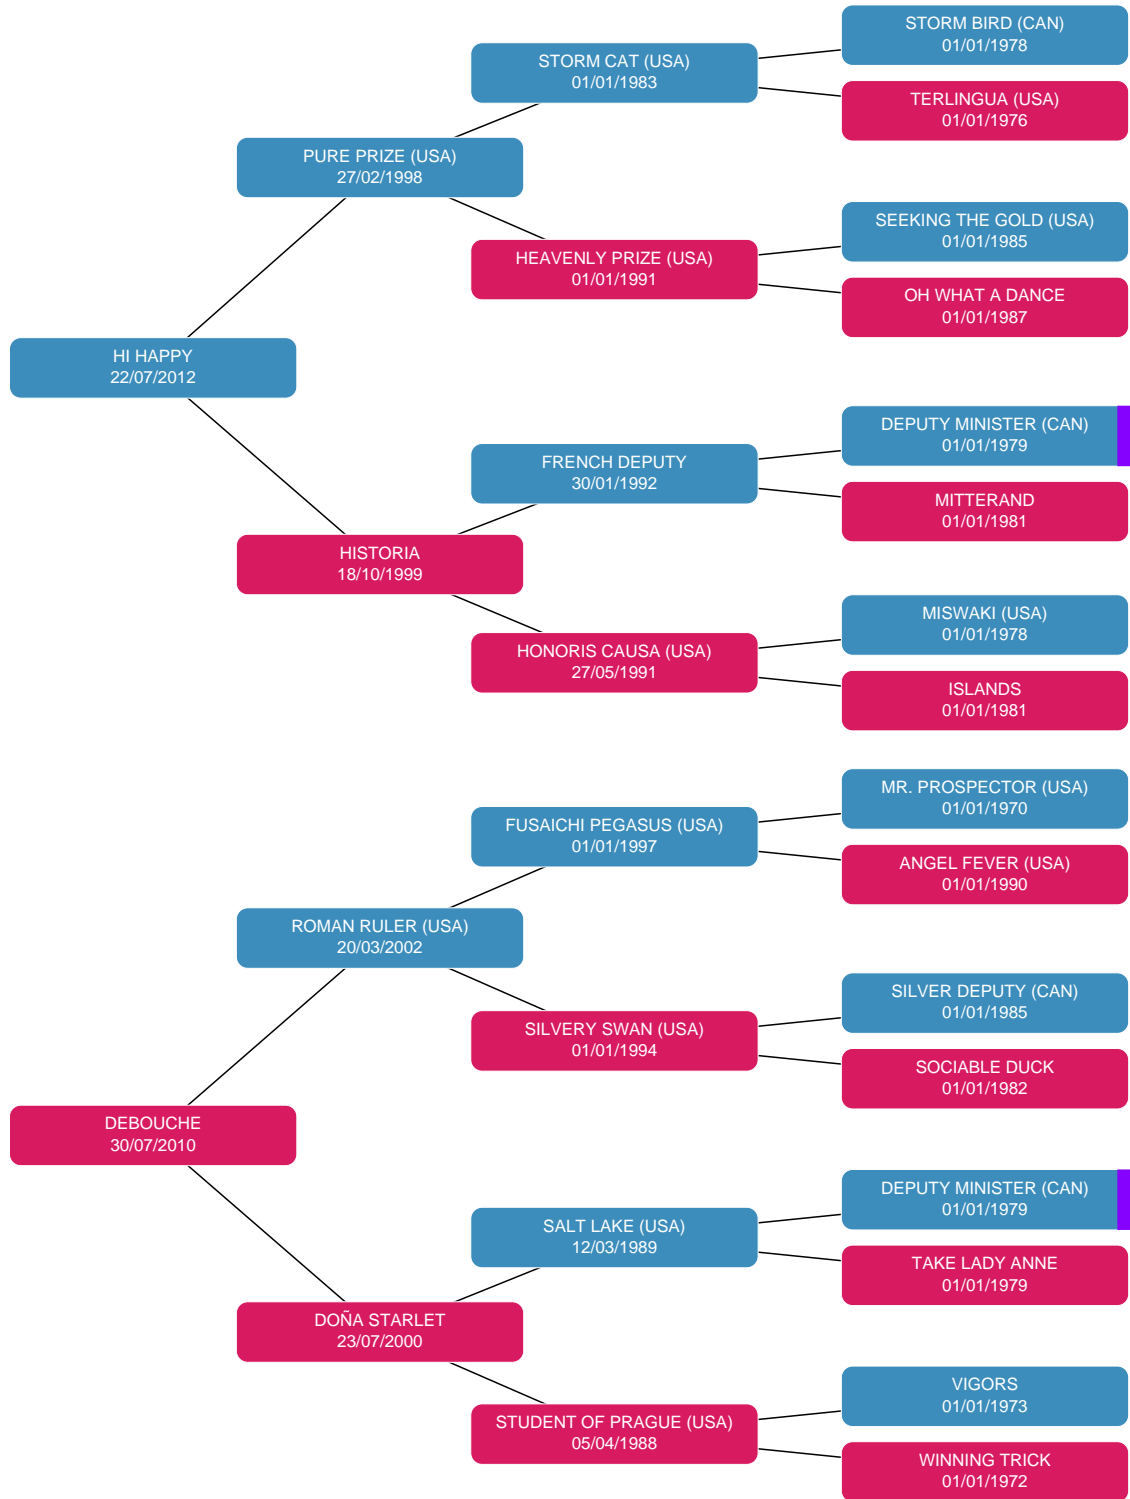 STORM BIRD (CAN)
01/01/1978
STORM CAT (USA)
01/01/1983
TERLINGUA (USA)
01/01/1976
PURE PRIZE (USA)
27/02/1998
SEEKING THE GOLD (USA)
01/01/1985
HEAVENLY PRIZE (USA)
01/01/1991
OH WHAT A DANCE
01/01/1987
HI HAPPY
22/07/2012
DEPUTY MINISTER (CAN)
01/01/1979
FRENCH DEPUTY
30/01/1992
MITTERAND
01/01/1981
HISTORIA
18/10/1999
MISWAKI (USA)
01/01/1978
HONORIS CAUSA (USA)
27/05/1991
ISLANDS
01/01/1981
MR. PROSPECTOR (USA)
01/01/1970
FUSAICHI PEGASUS (USA)
01/01/1997
ANGEL FEVER (USA)
01/01/1990
ROMAN RULER (USA)
20/03/2002
SILVER DEPUTY (CAN)
01/01/1985
SILVERY SWAN (USA)
01/01/1994
SOCIABLE DUCK
01/01/1982
DEBOUCHE
30/07/2010
DEPUTY MINISTER (CAN)
01/01/1979
SALT LAKE (USA)
12/03/1989
TAKE LADY ANNE
01/01/1979
DOÑA STARLET
23/07/2000
VIGORS
01/01/1973
STUDENT OF PRAGUE (USA)
05/04/1988
WINNING TRICK
01/01/1972